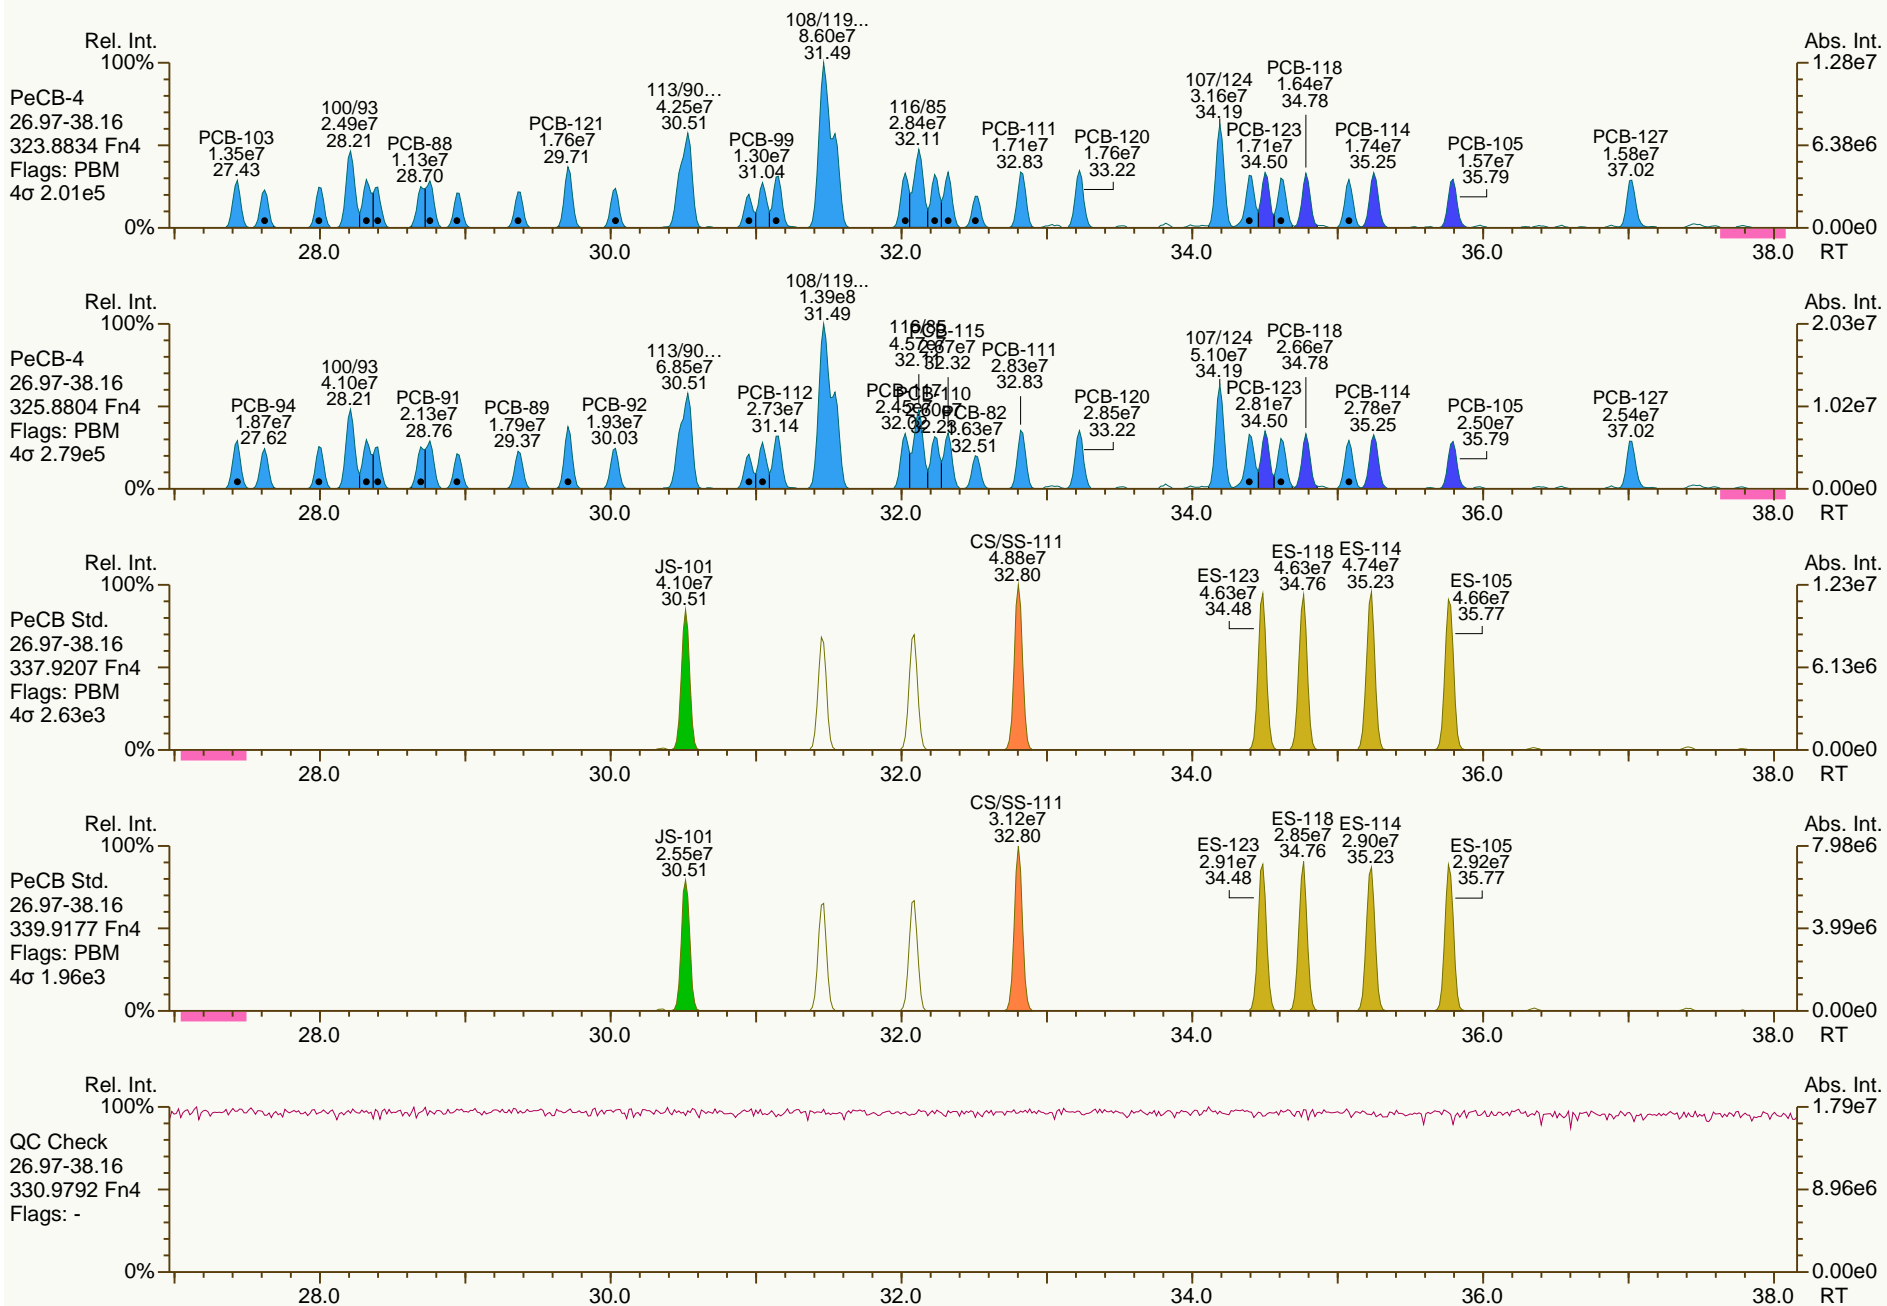 Rel. Int.
100%
0%
PeCB-4
26.97-38.16
323.8834 Fn4
Flags: PBM
4σ 2.01e5
PCB-103
1.35e7
27.43
100/93
2.49e7
28.21
PCB-88
1.13e7
28.70
PCB-121
1.76e7
29.71
113/90...
4.25e7
30.51
PCB-99
1.30e7
31.04
108/119...
8.60e7
31.49
116/85
2.84e7
32.11
PCB-111
1.71e7
32.83
PCB-120
1.76e7
33.22
107/124
3.16e7
34.19
PCB-123
1.71e7
34.50
PCB-118
1.64e7
34.78
PCB-114
1.74e7
35.25
PCB-105
1.57e7
35.79
PCB-127
1.58e7
37.02
Abs. Int.
1.28e7
6.38e6
0.00e0
28.0 30.0 32.0 34.0 36.0 38.0 RT
Rel. Int.
100%
0%
PeCB-4
26.97-38.16
325.8804 Fn4
Flags: PBM
4σ 2.79e5
PCB-94
1.87e7
27.62
100/93
4.10e7
28.21
PCB-91
2.13e7
28.76
PCB-89
1.79e7
29.37
PCB-92
1.93e7
30.03
113/90...
6.85e7
30.51
PCB-112
2.73e7
31.14
108/119...
1.39e8
31.49
116/85
4.57e7
32.11
PCB-115
32.32
PCB-82
32.51
PCB-111
2.83e7
32.83
PCB-120
2.85e7
33.22
107/124
5.10e7
34.19
PCB-123
2.81e7
34.50
PCB-118
2.66e7
34.78
PCB-114
2.78e7
35.25
PCB-105
2.50e7
35.79
PCB-127
2.54e7
37.02
Abs. Int.
2.03e7
1.02e7
0.00e0
28.0 30.0 32.0 34.0 36.0 38.0 RT
Rel. Int.
100%
0%
PeCB Std.
26.97-38.16
337.9207 Fn4
Flags: PBM
4σ 2.63e3
JS-101
4.10e7
30.51
CS/SS-111
4.88e7
32.80
ES-123
4.63e7
34.48
ES-118
4.63e7
34.76
ES-114
4.74e7
35.23
ES-105
4.66e7
35.77
Abs. Int.
1.23e7
6.13e6
0.00e0
28.0 30.0 32.0 34.0 36.0 38.0 RT
Rel. Int.
100%
0%
PeCB Std.
26.97-38.16
339.9177 Fn4
Flags: PBM
4σ 1.96e3
JS-101
2.55e7
30.51
CS/SS-111
3.12e7
32.80
ES-123
2.91e7
34.48
ES-118
2.85e7
34.76
ES-114
2.90e7
35.23
ES-105
2.92e7
35.77
Abs. Int.
7.98e6
3.99e6
0.00e0
28.0 30.0 32.0 34.0 36.0 38.0 RT
Rel. Int.
100%
0%
QC Check
26.97-38.16
330.9792 Fn4
Flags: -
Abs. Int.
1.79e7
8.96e6
0.00e0
28.0 30.0 32.0 34.0 36.0 38.0 RT